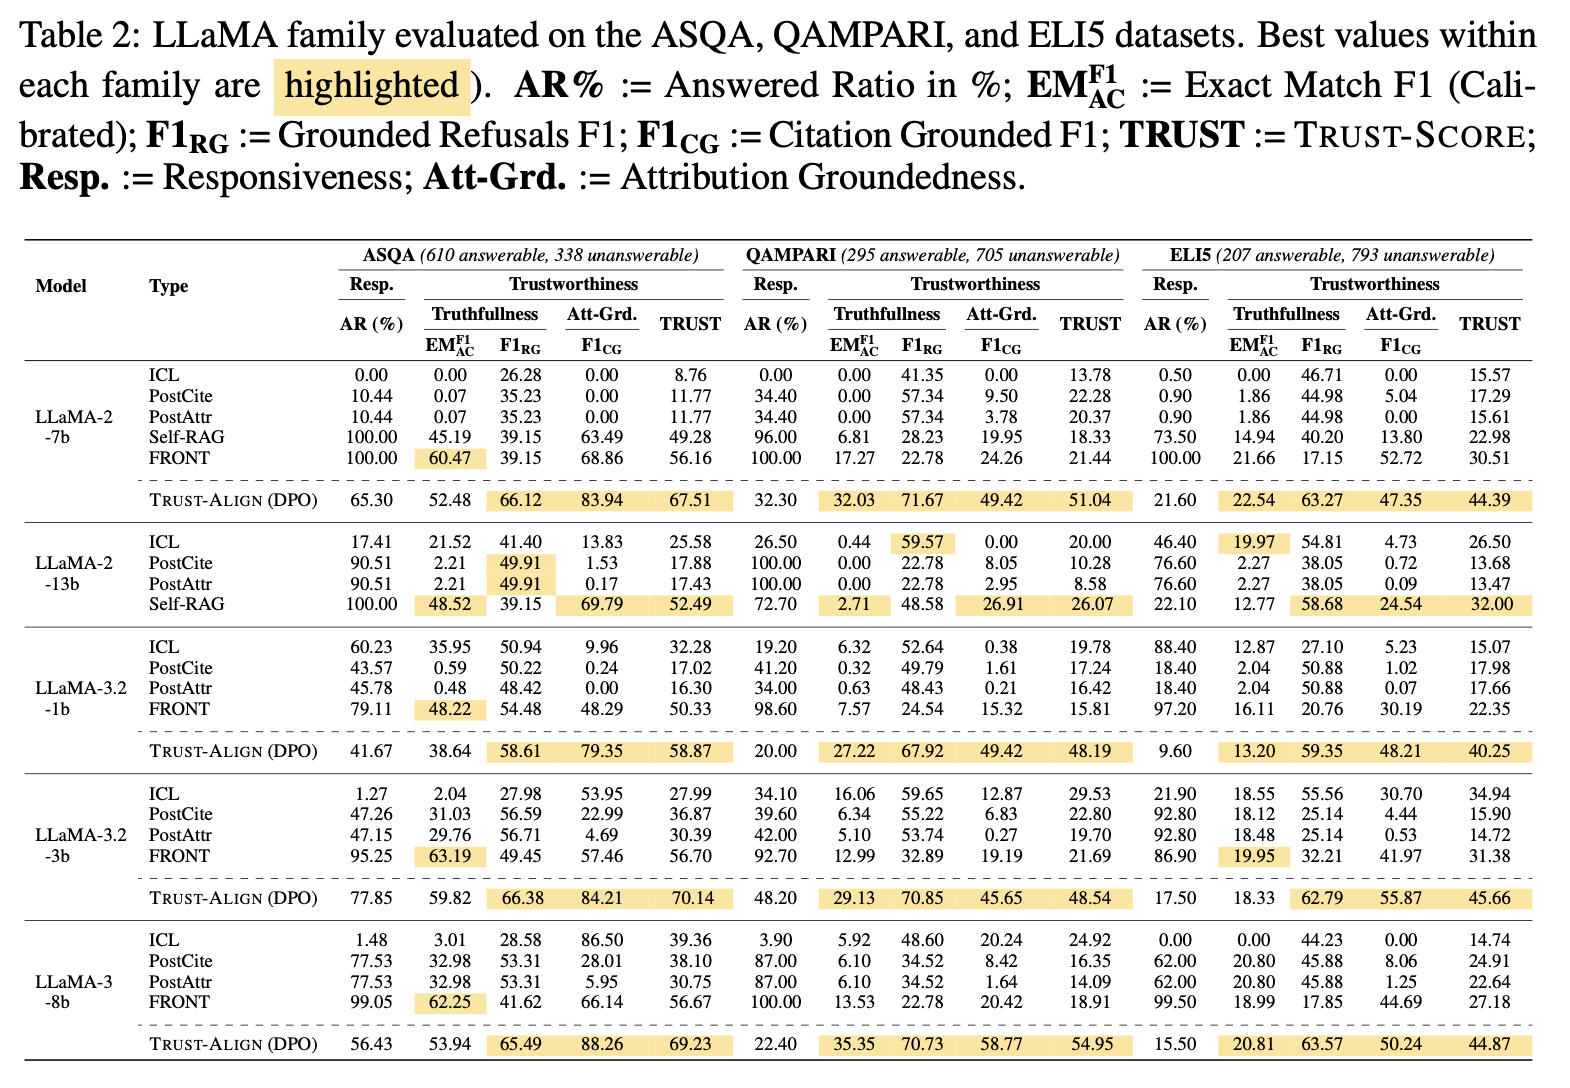 Table 2: LLaMA family evaluated on the ASQA, QAMPARI, and ELI5 datasets. Best values within
each family are highlighted ). AR% := Answered Ratio in %; EM^F1_AC := Exact Match F1 (Cali-
brated); F1_RG := Grounded Refusals F1; F1_CG := Citation Grounded F1; TRUST := TRUST-SCORE;
Resp. := Responsiveness; Att-Grd. := Attribution Groundedness.
ASQA (610 answerable, 338 unanswerable) QAMPARI (295 answerable, 705 unanswerable) ELI5 (207 answerable, 793 unanswerable)
Model Type Resp. Trustworthiness Resp. Trustworthiness Resp. Trustworthiness
AR (%) Truthfullness Att-Grd. TRUST AR (%) Truthfullness Att-Grd. TRUST AR (%) Truthfullness Att-Grd. TRUST
EM^F1_AC F1_RG F1_CG EM^F1_AC F1_RG F1_CG EM^F1_AC F1_RG F1_CG
ICL 0.00 0.00 26.28 0.00 8.76 0.00 0.00 41.35 0.00 13.78 0.50 0.00 46.71 0.00 15.57
PostCite 10.44 0.07 35.23 0.00 11.77 34.40 0.00 57.34 9.50 22.28 0.90 1.86 44.98 5.04 17.29
LLaMA-2 PostAttr 10.44 0.07 35.23 0.00 11.77 34.40 0.00 57.34 3.78 20.37 0.90 1.86 44.98 0.00 15.61
-7b Self-RAG 100.00 45.19 39.15 63.49 49.28 96.00 6.81 28.23 19.95 18.33 73.50 14.94 40.20 13.80 22.98
FRONT 100.00 60.47 39.15 68.86 56.16 100.00 17.27 22.78 24.26 21.44 100.00 21.66 17.15 52.72 30.51
TRUST-ALIGN (DPO) 65.30 52.48 66.12 83.94 67.51 32.30 32.03 71.67 49.42 51.04 21.60 22.54 63.27 47.35 44.39
ICL 17.41 21.52 41.40 13.83 25.58 26.50 0.44 59.57 0.00 20.00 46.40 19.97 54.81 4.73 26.50
LLaMA-2 PostCite 90.51 2.21 49.91 1.53 17.88 100.00 0.00 22.78 8.05 10.28 76.60 2.27 38.05 0.72 13.68
-13b PostAttr 90.51 2.21 49.91 0.17 17.43 100.00 0.00 22.78 2.95 8.58 76.60 2.27 38.05 0.09 13.47
Self-RAG 100.00 48.52 39.15 69.79 52.49 72.70 2.71 48.58 26.91 26.07 22.10 12.77 58.68 24.54 32.00
ICL 60.23 35.95 50.94 9.96 32.28 19.20 6.32 52.64 0.38 19.78 88.40 12.87 27.10 5.23 15.07
PostCite 43.57 0.59 50.22 0.24 17.02 41.20 0.32 49.79 1.61 17.24 18.40 2.04 50.88 1.02 17.98
LLaMA-3.2 PostAttr 45.78 0.48 48.42 0.00 16.30 34.00 0.63 48.43 0.21 16.42 18.40 2.04 50.88 0.07 17.66
-1b FRONT 79.11 48.22 54.48 48.29 50.33 98.60 7.57 24.54 15.32 15.81 97.20 16.11 20.76 30.19 22.35
TRUST-ALIGN (DPO) 41.67 38.64 58.61 79.35 58.87 20.00 27.22 67.92 49.42 48.19 9.60 13.20 59.35 48.21 40.25
ICL 1.27 2.04 27.98 53.95 27.99 34.10 16.06 59.65 12.87 29.53 21.90 18.55 55.56 30.70 34.94
PostCite 47.26 31.03 56.59 22.99 36.87 39.60 6.34 55.22 6.83 22.80 92.80 18.12 25.14 4.44 15.90
LLaMA-3.2 PostAttr 47.15 29.76 56.71 4.69 30.39 42.00 5.10 53.74 0.27 19.70 92.80 18.48 25.14 0.53 14.72
-3b FRONT 95.25 63.19 49.45 57.46 56.70 92.70 12.99 32.89 19.19 21.69 86.90 19.95 32.21 41.97 31.38
TRUST-ALIGN (DPO) 77.85 59.82 66.38 84.21 70.14 48.20 29.13 70.85 45.65 48.54 17.50 18.33 62.79 55.87 45.66
ICL 1.48 3.01 28.58 86.50 39.36 3.90 5.92 48.60 20.24 24.92 0.00 0.00 44.23 0.00 14.74
PostCite 77.53 32.98 53.31 28.01 38.10 87.00 6.10 34.52 8.42 16.35 62.00 20.80 45.88 8.06 24.91
LLaMA-3 PostAttr 77.53 32.98 53.31 5.95 30.75 87.00 6.10 34.52 1.64 14.09 62.00 20.80 45.88 1.25 22.64
-8b FRONT 99.05 62.25 41.62 66.14 56.67 100.00 13.53 22.78 20.42 18.91 99.50 18.99 17.85 44.69 27.18
TRUST-ALIGN (DPO) 56.43 53.94 65.49 88.26 69.23 22.40 35.35 70.73 58.77 54.95 15.50 20.81 63.57 50.24 44.87